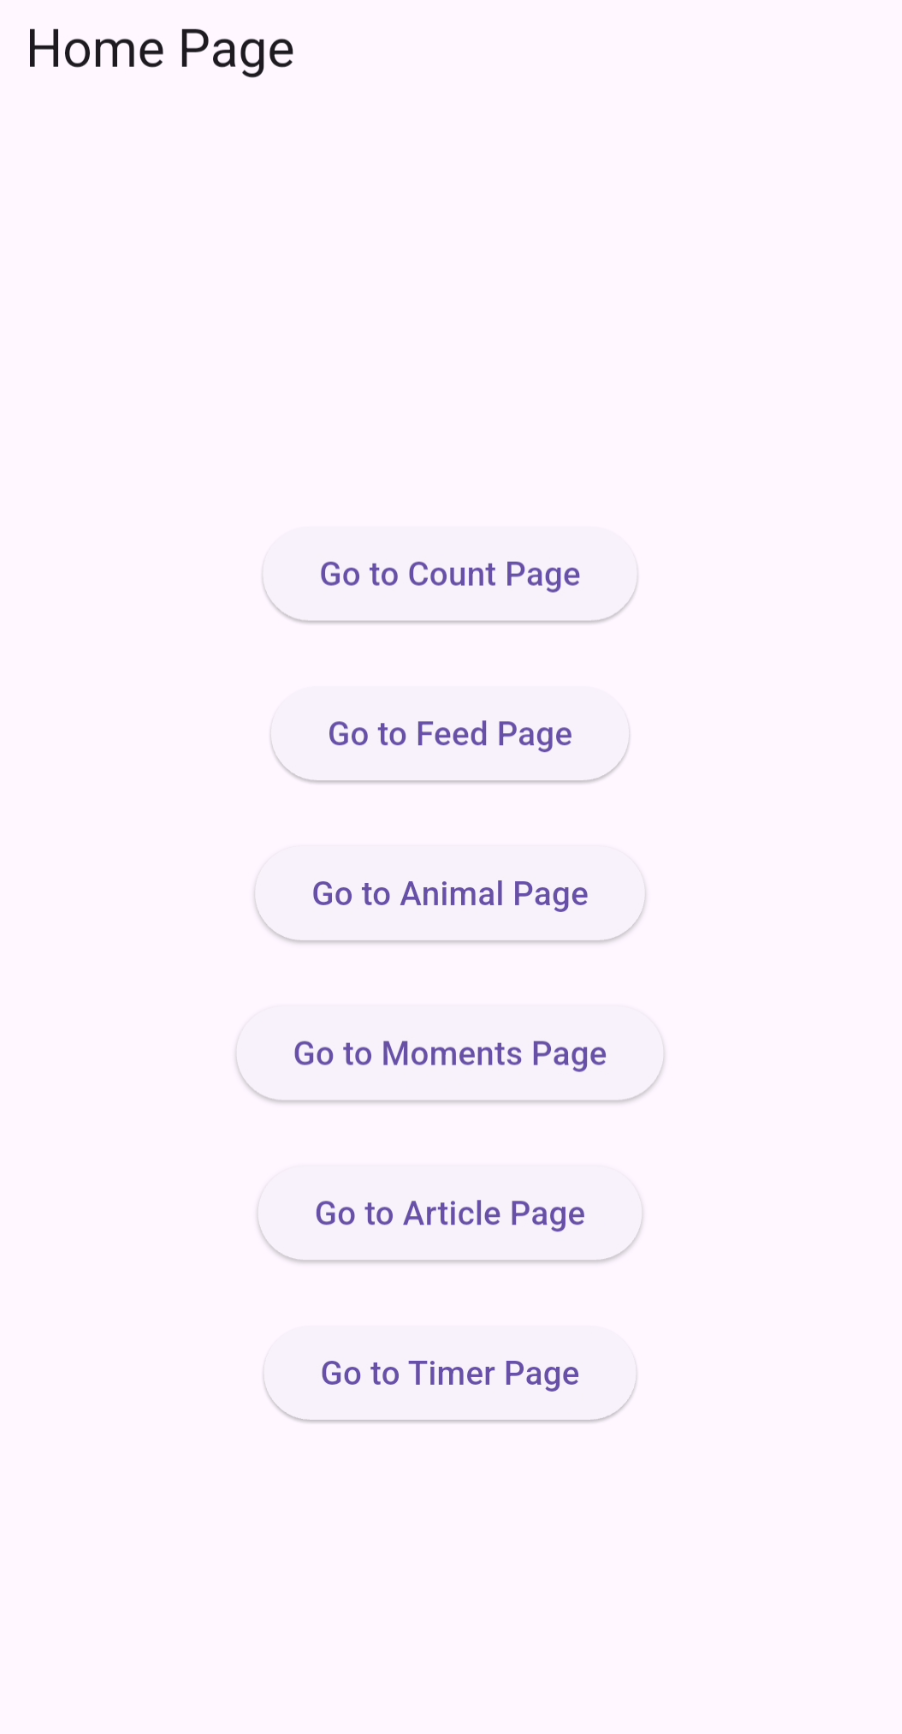 Home Page
Go to Count Page
Go to Feed Page
Go to Animal Page
Go to Moments Page
Go to Article Page
Go to Timer Page